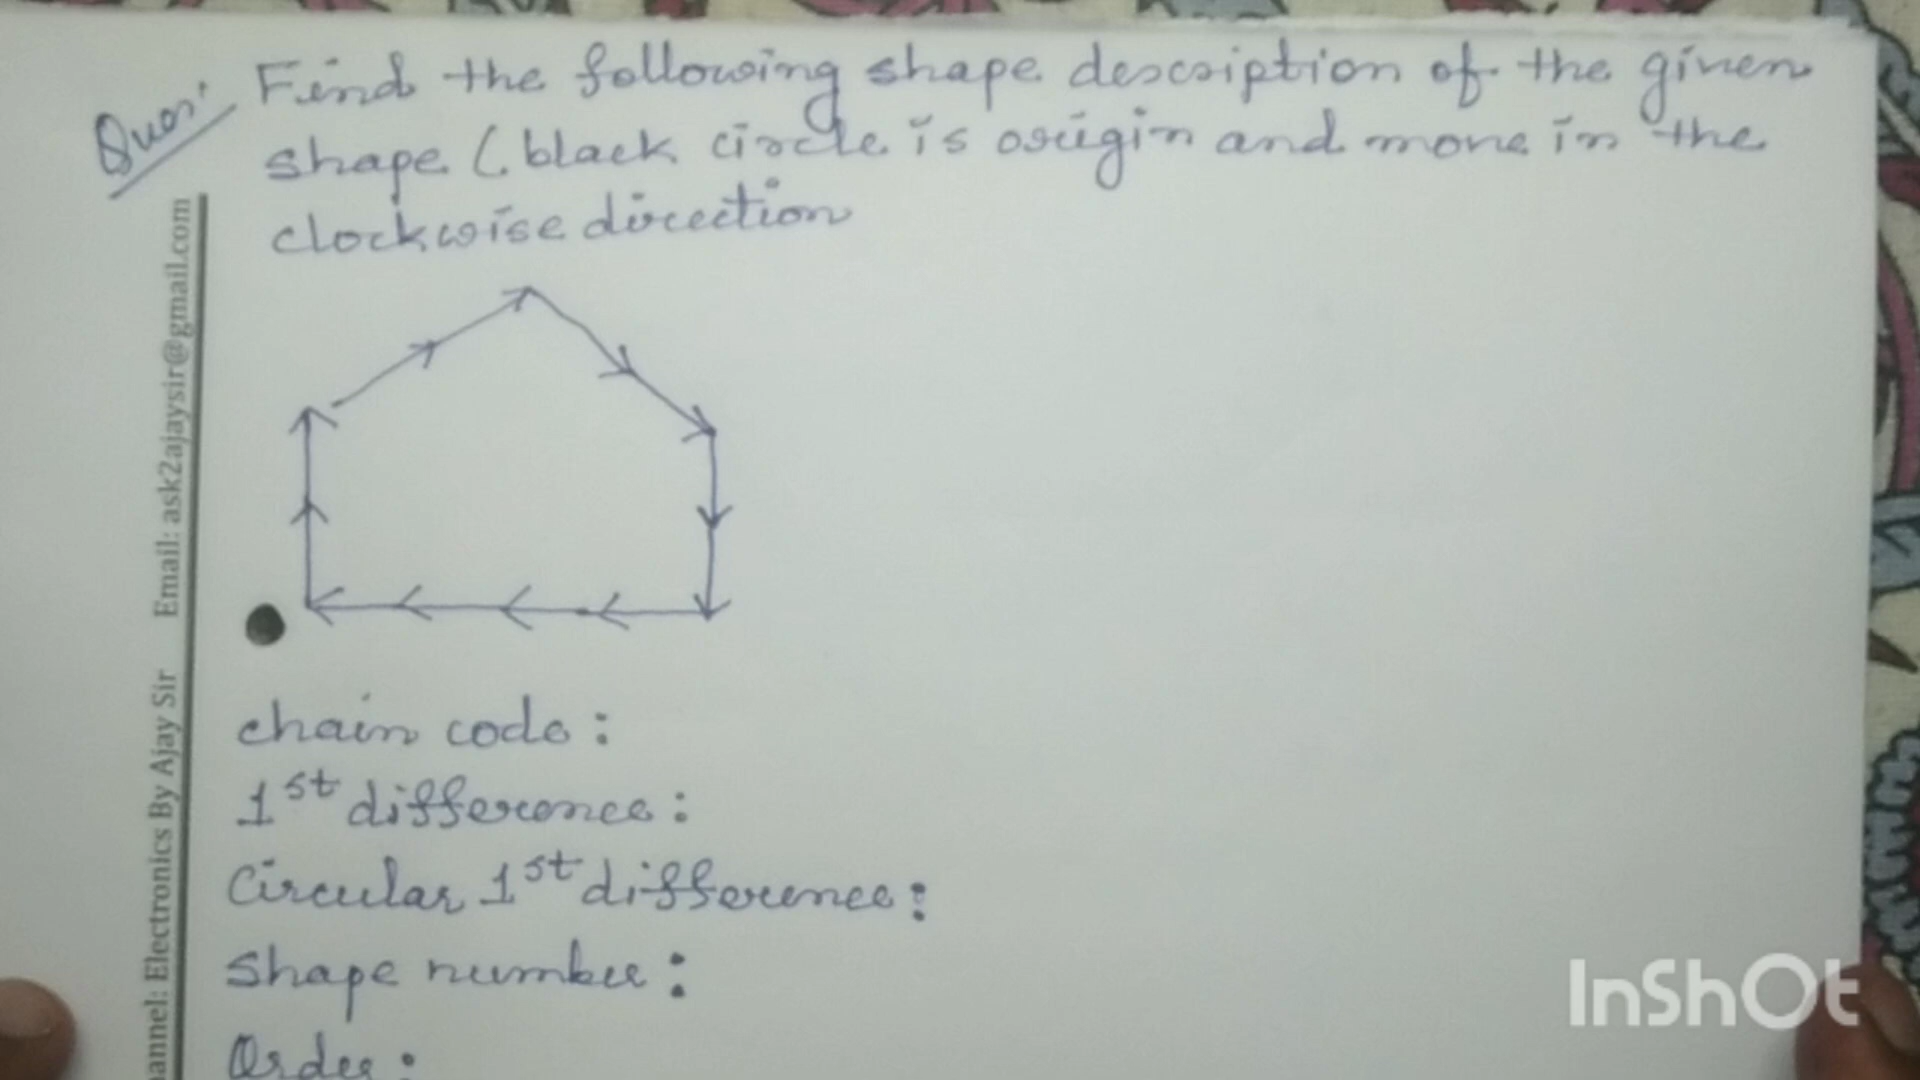 Ques:
Find the following shape description of the given
shape (black circle is origin and move in the
clockwise direction
chain code:
1st difference:
Circular 1st difference:
Shape number:
Order:
annel: Electronics By Ajay Sir Email: ask2ajaysir@gmail.com
InShOt